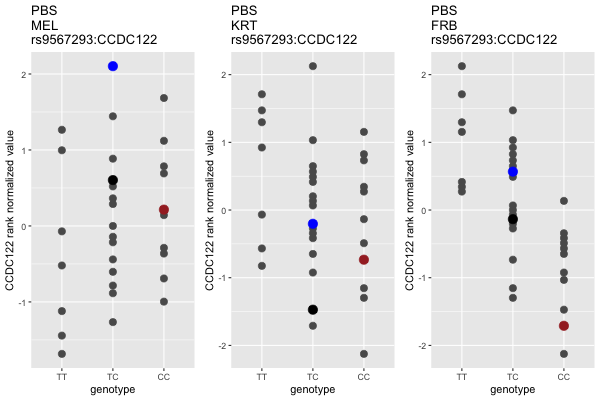 PBS
MEL
rs9567293:CCDC122
CCDC122 rank normalized value
2
1
0
-1
TT
TC
CC
genotype
PBS
KRT
rs9567293:CCDC122
CCDC122 rank normalized value
2
1
0
-1
-2
TT
TC
CC
genotype
PBS
FRB
rs9567293:CCDC122
CCDC122 rank normalized value
2
1
0
-1
-2
TT
TC
CC
genotype